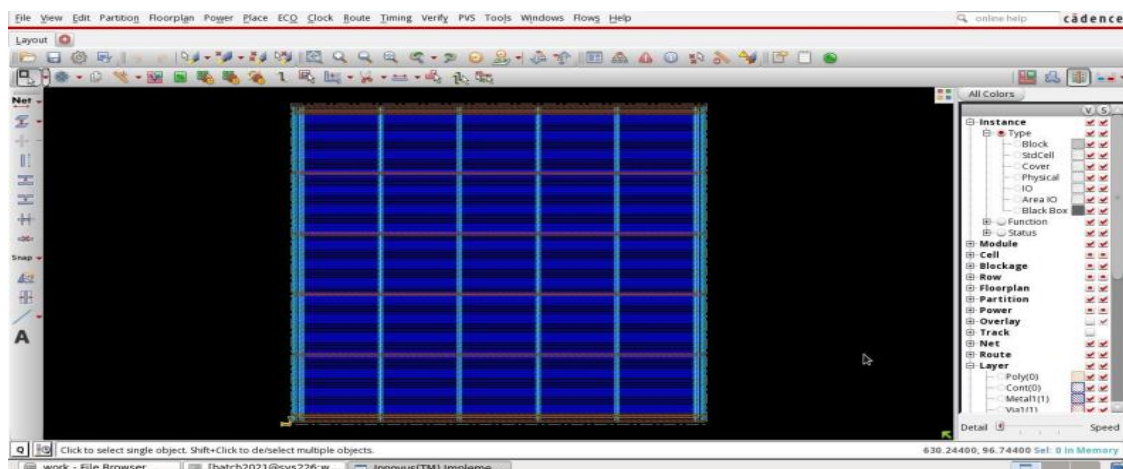 File View Edit Partition Floorplan Power Place ECO Clock Route Timing Verify PVS Tools Windows Flows Help
online help
cādence
Layout
All Colors
Net
V S
Instance
Type
Block
StdCell
Cover
Physical
IO
Area IO
Black Box
Function
Status
Module
Cell
Blockage
Row
Floorplan
Partition
Power
Overlay
Track
Net
Route
Layer
Poly(0)
Cont(0)
Metal1(1)
Via1(1)
Snap
A
Detail
Speed
Q
Click to select single object. Shift+Click to de/select multiple objects.
630.24400, 96.74400 Sel: 0 In Memory
work - File Browser
[batch2021@sys226:w...
Innovus(TM) Impleme...